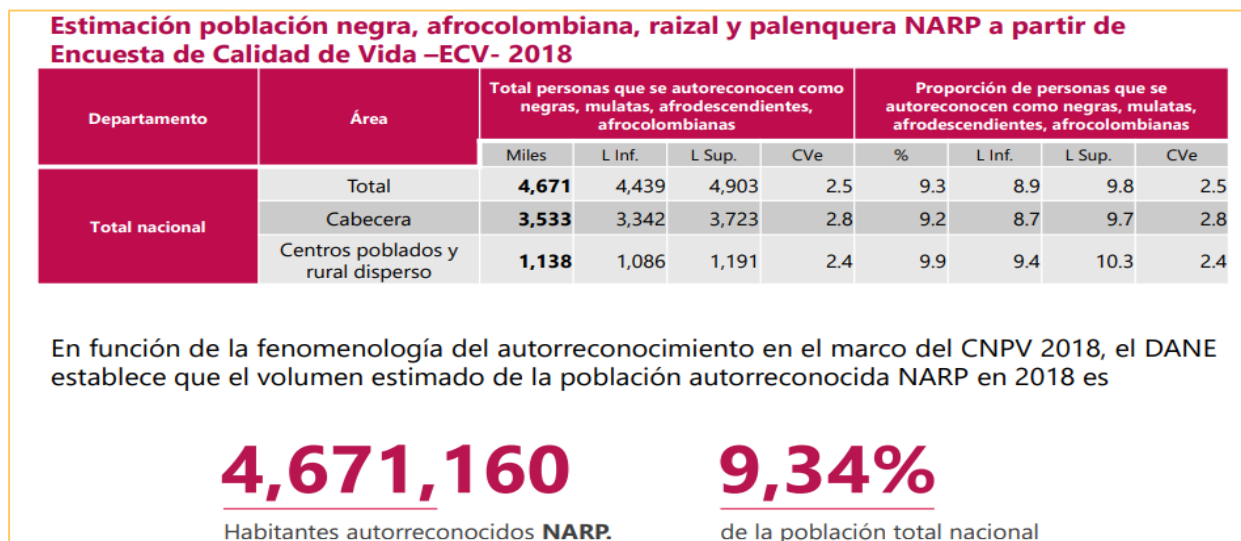 Estimación población negra, afrocolombiana, raizal y palenquera NARP a partir de
Encuesta de Calidad de Vida –ECV- 2018
Departamento
Área
Total personas que se autoreconocen como
negras, mulatas, afrodescendientes,
afrocolombianas
Proporción de personas que se
autoreconocen como negras, mulatas,
afrodescendientes, afrocolombianas
Miles L Inf. L Sup. CVe % L Inf. L Sup. CVe
Total nacional
Total 4,671 4,439 4,903 2.5 9.3 8.9 9.8 2.5
Cabecera 3,533 3,342 3,723 2.8 9.2 8.7 9.7 2.8
Centros poblados y
rural disperso 1,138 1,086 1,191 2.4 9.9 9.4 10.3 2.4
En función de la fenomenología del autorreconocimiento en el marco del CNPV 2018, el DANE
establece que el volumen estimado de la población autorreconocida NARP en 2018 es
4,671,160 9,34%
Habitantes autorreconocidos NARP. de la población total nacional